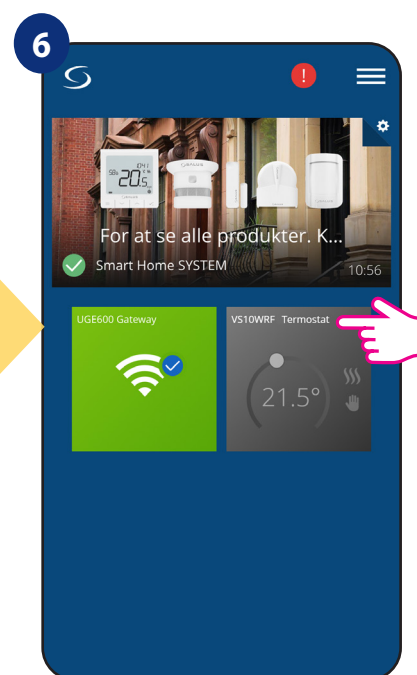 6
!
For at se alle produkter. K...
Smart Home SYSTEM
10:56
UGE600 Gateway
VS10WRF Termostat
21.5°